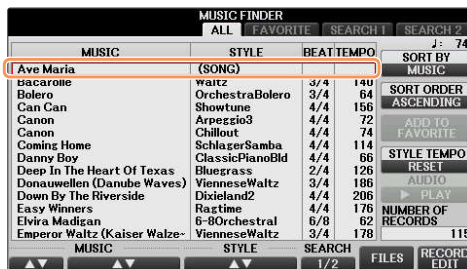 MUSIC FINDER
ALL FAVORITE SEARCH 1 SEARCH 2
♩: 74
MUSIC STYLE BEAT TEMPO
Ave Maria (SONG)
Bacarolle Waltz 3/4 140
Bolero OrchestraBolero 3/4 64
Can Can Showtune 4/4 156
Canon Arpeggio3 4/4 72
Canon Chillout 4/4 74
Coming Home SchlagerSamba 4/4 114
Danny Boy ClassicPianoBld 4/4 66
Deep In The Heart Of Texas Bluegrass 2/4 126
Donauwellen (Danube Waves) VienneseWaltz 3/4 186
Down By The Riverside Dixieland2 4/4 206
Easy Winners Ragtime 4/4 176
Elvira Madigan 6-8Orchestral 6/8 62
Emperor Waltz (Kaiser Walze~ VienneseWaltz 3/4 178
SORT BY
MUSIC
SORT ORDER
ASCENDING
ADD TO
FAVORITE
STYLE TEMPO
RESET
AUDIO
▶ PLAY
NUMBER OF
RECORDS
115
MUSIC STYLE SEARCH
▲▼ ▲▼ ▲▼ 1/2
FILES
RECORD
EDIT